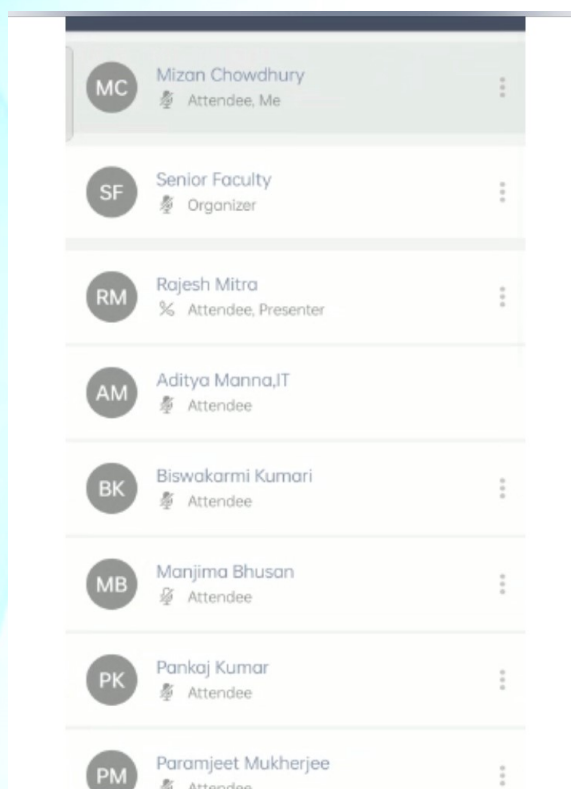 MC
Mizan Chowdhury
Attendee, Me
SF
Senior Faculty
Organizer
RM
Rajesh Mitra
Attendee, Presenter
AM
Aditya Manna,IT
Attendee
BK
Biswakarmi Kumari
Attendee
MB
Manjima Bhusan
Attendee
PK
Pankaj Kumar
Attendee
PM
Paramjeet Mukherjee
Attendee